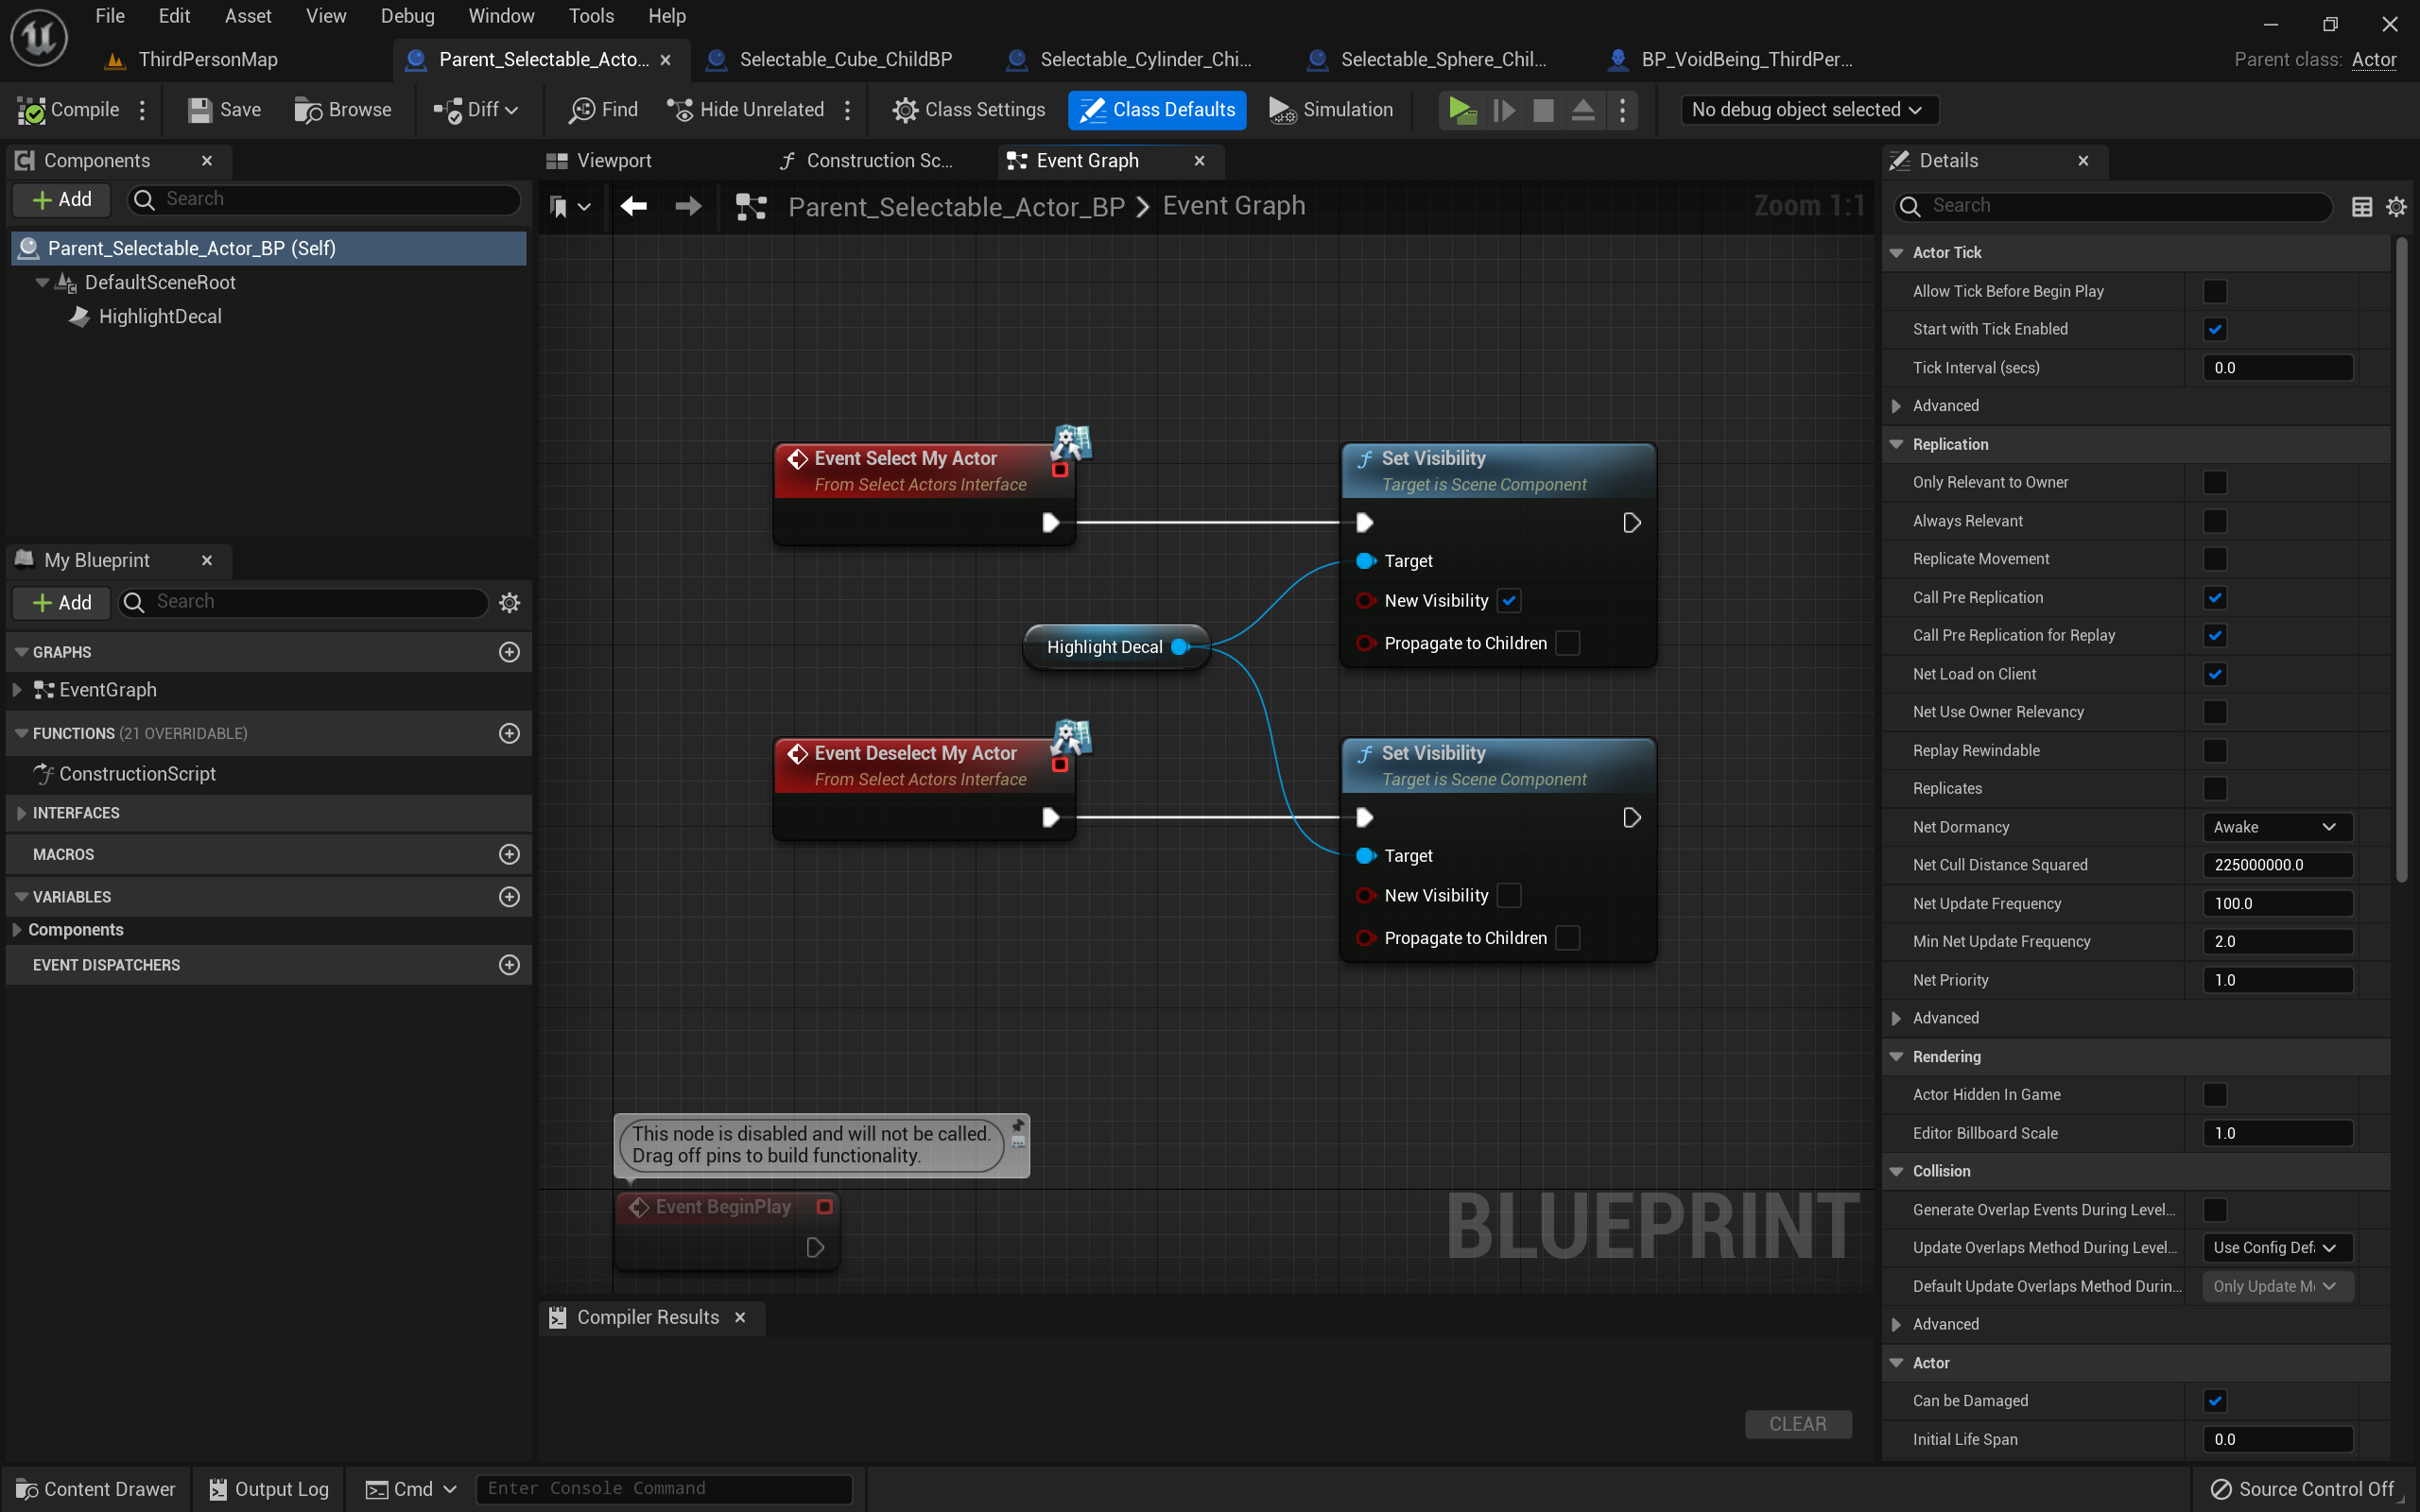 File Edit Asset View Debug Window Tools Help
ThirdPersonMap
Parent_Selectable_Acto...
Selectable_Cube_ChildBP
Selectable_Cylinder_Chi...
Selectable_Sphere_Chil...
BP_VoidBeing_ThirdPer...
Parent class: Actor
Compile
Save
Browse
Diff
Find
Hide Unrelated
Class Settings
Class Defaults
Simulation
No debug object selected
Components
Add
Search
Parent_Selectable_Actor_BP (Self)
DefaultSceneRoot
HighlightDecal
My Blueprint
Add
Search
GRAPHS
EventGraph
FUNCTIONS (21 OVERRIDABLE)
ConstructionScript
INTERFACES
MACROS
VARIABLES
Components
EVENT DISPATCHERS
Viewport
Construction Sc...
Event Graph
Parent_Selectable_Actor_BP
Event Graph
Zoom 1:1
Event Select My Actor
From Select Actors Interface
Set Visibility
Target is Scene Component
Target
New Visibility
Propagate to Children
Highlight Decal
Event Deselect My Actor
From Select Actors Interface
Set Visibility
Target is Scene Component
Target
New Visibility
Propagate to Children
This node is disabled and will not be called.
Drag off pins to build functionality.
Event BeginPlay
BLUEPRINT
Compiler Results
CLEAR
Details
Search
Actor Tick
Allow Tick Before Begin Play
Start with Tick Enabled
Tick Interval (secs) 0.0
Advanced
Replication
Only Relevant to Owner
Always Relevant
Replicate Movement
Call Pre Replication
Call Pre Replication for Replay
Net Load on Client
Net Use Owner Relevancy
Replay Rewindable
Replicates
Net Dormancy Awake
Net Cull Distance Squared 225000000.0
Net Update Frequency 100.0
Min Net Update Frequency 2.0
Net Priority 1.0
Advanced
Rendering
Actor Hidden In Game
Editor Billboard Scale 1.0
Collision
Generate Overlap Events During Level...
Update Overlaps Method During Level... Use Config Def
Default Update Overlaps Method Durin... Only Update M
Advanced
Actor
Can be Damaged
Initial Life Span 0.0
Content Drawer
Output Log
Cmd
Enter Console Command
Source Control Off